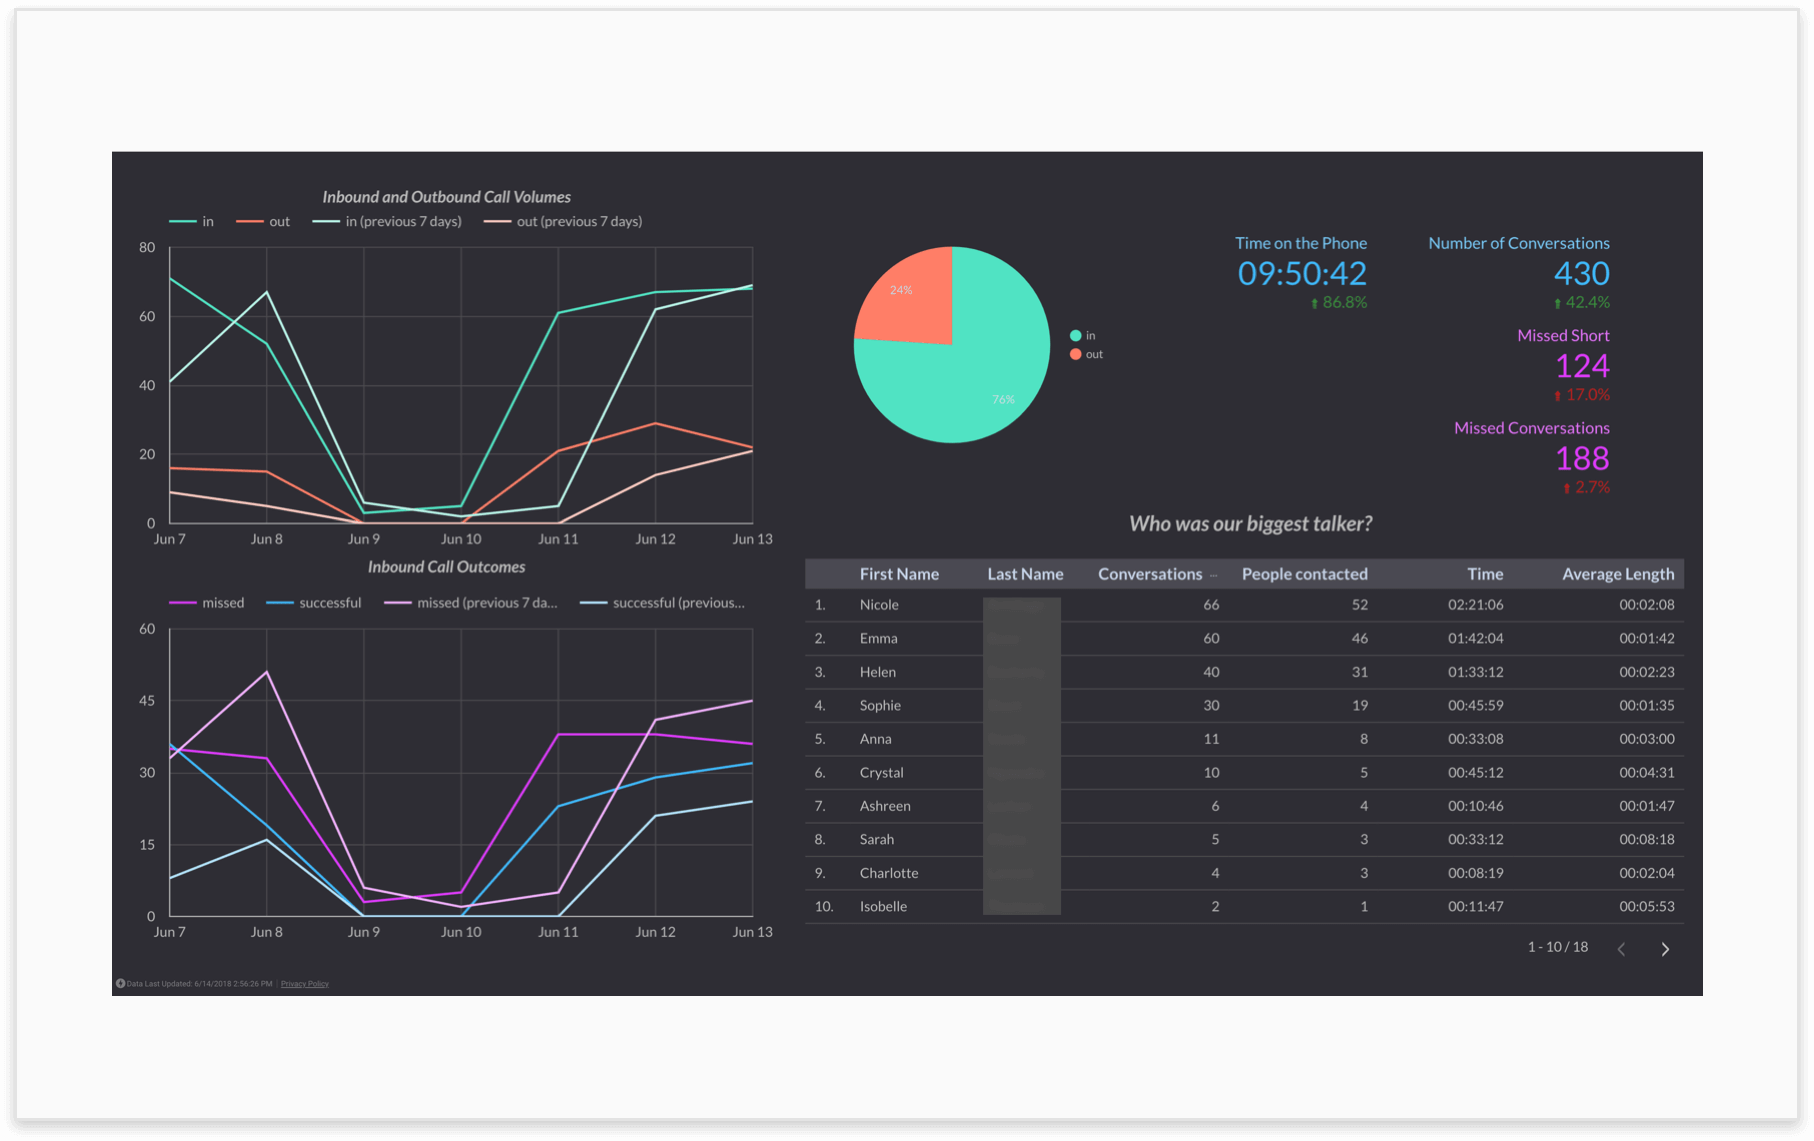 Inbound and Outbound Call Volumes
in out in (previous 7 days) out (previous 7 days)
80
60
40
20
0
Jun 7 Jun 8 Jun 9 Jun 10 Jun 11 Jun 12 Jun 13
Inbound Call Outcomes
missed successful missed (previous 7 da... successful (previous...
60
45
30
15
0
Jun 7 Jun 8 Jun 9 Jun 10 Jun 11 Jun 12 Jun 13
Data Last Updated: 6/14/2018 2:56:26 PM | Privacy Policy
24%
76%
in
out
Time on the Phone
09:50:42
86.8%
Number of Conversations
430
42.4%
Missed Short
124
17.0%
Missed Conversations
188
2.7%
Who was our biggest talker?
First Name Last Name Conversations People contacted Time Average Length
1. Nicole 66 52 02:21:06 00:02:08
2. Emma 60 46 01:42:04 00:01:42
3. Helen 40 31 01:33:12 00:02:23
4. Sophie 30 19 00:45:59 00:01:35
5. Anna 11 8 00:33:08 00:03:00
6. Crystal 10 5 00:45:12 00:04:31
7. Ashreen 6 4 00:10:46 00:01:47
8. Sarah 5 3 00:33:12 00:08:18
9. Charlotte 4 3 00:08:19 00:02:04
10. Isobelle 2 1 00:11:47 00:05:53
1 - 10 / 18